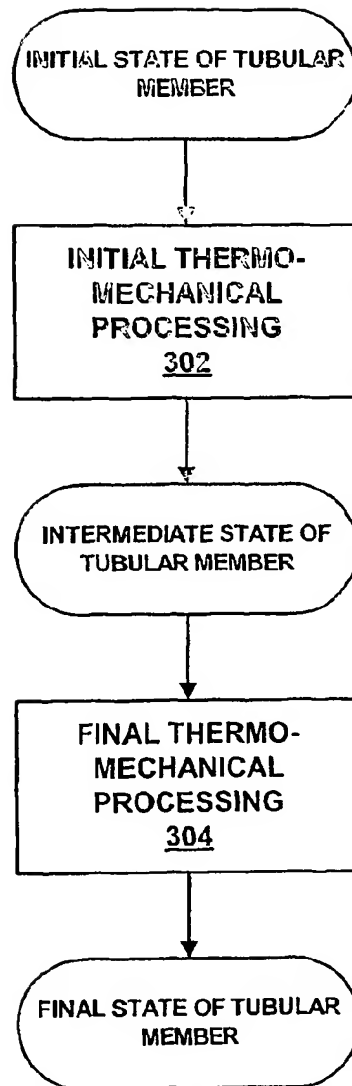 INITIAL STATE OF TUBULAR
MEMBER
INITIAL THERMO-
MECHANICAL
PROCESSING
302
INTERMEDIATE STATE OF
TUBULAR MEMBER
FINAL THERMO-
MECHANICAL
PROCESSING
304
FINAL STATE OF TUBULAR
MEMBER